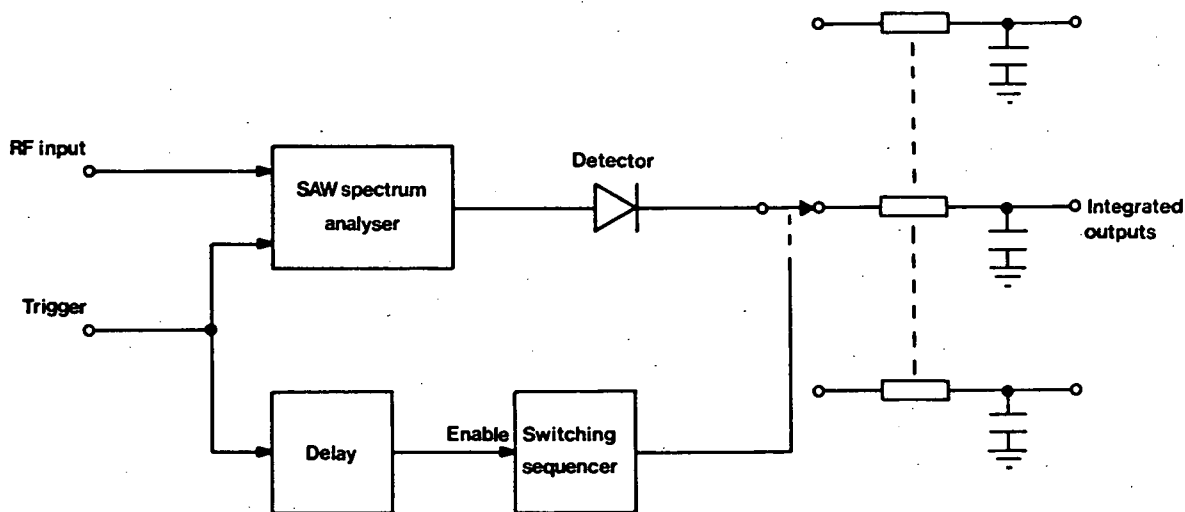 RF input
SAW spectrum
analyser
Detector
Integrated
outputs
Trigger
Delay
Enable
Switching
sequencer